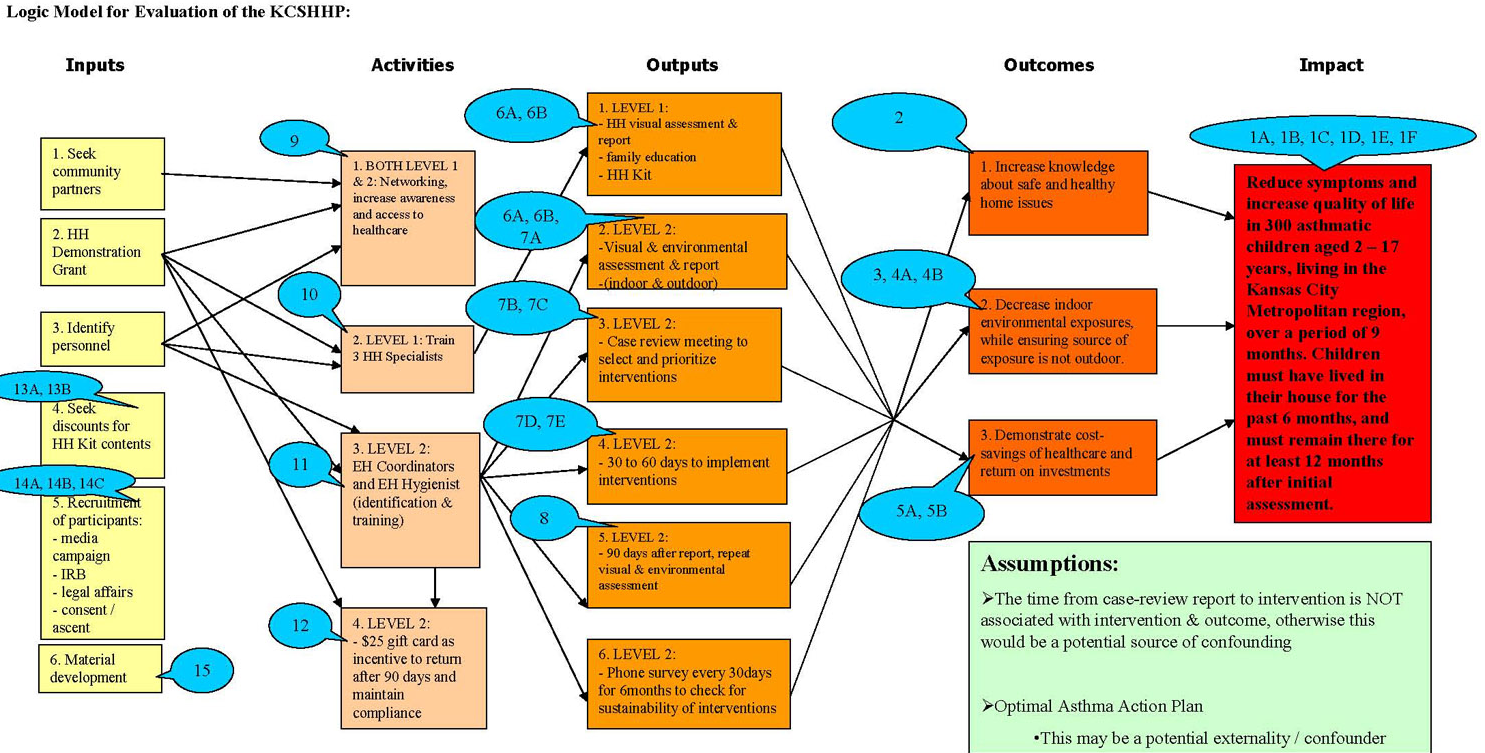 Logic Model for Evaluation of the KCSHHP:
Inputs
Activities
Outputs
Outcomes
Impact
1. Seek
community
partners
2. HH
Demonstration
Grant
3. Identify
personnel
13A, 13B
4. Seek
discounts for
HH Kit contents
14A, 14B, 14C
5. Recruitment
of participants:
- media
campaign
- IRB
- legal affairs
- consent /
ascent
6. Material
development
15
9
1. BOTH LEVEL 1
& 2: Networking,
increase awareness
and access to
healthcare
10
2. LEVEL 1: Train
3 HH Specialists
11
3. LEVEL 2:
EH Coordinators
and EH Hygienist
(identification &
training)
12
4. LEVEL 2:
- $25 gift card as
incentive to return
after 90 days and
maintain
compliance
6A, 6B
1. LEVEL 1:
- HH visual assessment &
report
- family education
- HH Kit
6A, 6B,
7A
2. LEVEL 2:
-Visual & environmental
assessment & report
-(indoor & outdoor)
7B, 7C
3. LEVEL 2:
- Case review meeting to
select and prioritize
interventions
7D, 7E
4. LEVEL 2:
- 30 to 60 days to implement
interventions
8
5. LEVEL 2:
- 90 days after report, repeat
visual & environmental
assessment
6. LEVEL 2:
- Phone survey every 30days
for 6months to check for
sustainability of interventions
2
1. Increase knowledge
about safe and healthy
home issues
3, 4A, 4B
2. Decrease indoor
environmental exposures,
while ensuring source of
exposure is not outdoor.
3. Demonstrate cost-
savings of healthcare and
return on investments
5A, 5B
1A, 1B, 1C, 1D, 1E, 1F
Reduce symptoms and
increase quality of life
in 300 asthmatic
children aged 2 – 17
years, living in the
Kansas City
Metropolitan region,
over a period of 9
months. Children
must have lived in
their house for the
past 6 months, and
must remain there for
at least 12 months
after initial
assessment.
Assumptions:
➢The time from case-review report to intervention is NOT
associated with intervention & outcome, otherwise this
would be a potential source of confounding
➢Optimal Asthma Action Plan
•This may be a potential externality / confounder